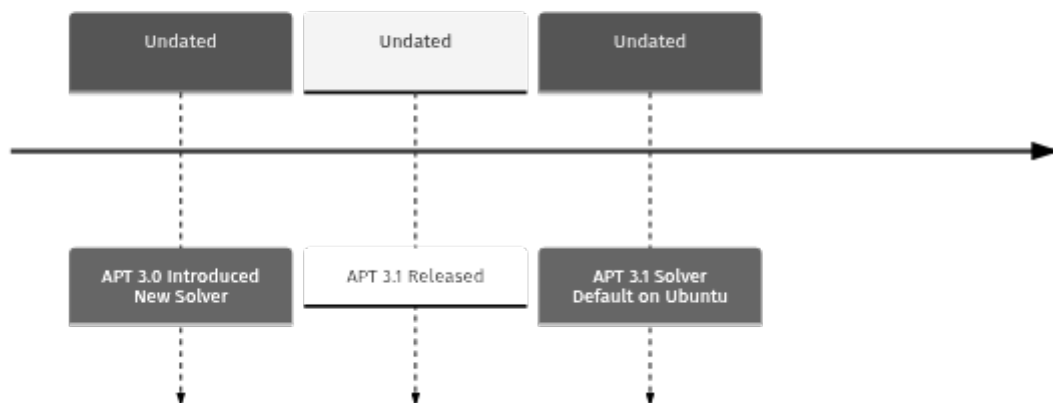 Undated
Undated
Undated
APT 3.0 Introduced
New Solver
APT 3.1 Released
APT 3.1 Solver
Default on Ubuntu